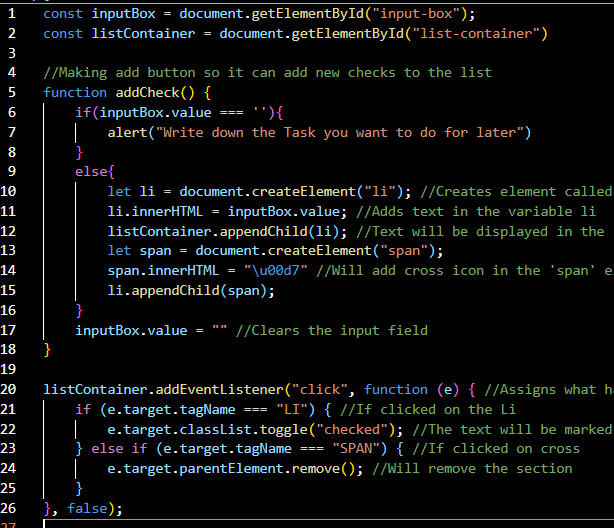 1 const inputBox = document.getElementById("input-box");
2 const listContainer = document.getElementById("list-container")
3
4 //Making add button so it can add new checks to the list
5 function addCheck() {
6 if(inputBox.value === ''){
7 alert("Write down the Task you want to do for later")
8 }
9 else{
10 let li = document.createElement("li"); //Creates element called
11 li.innerHTML = inputBox.value; //Adds text in the variable li
12 listContainer.appendChild(li); //Text will be displayed in the
13 let span = document.createElement("span");
14 span.innerHTML = "\u00d7" //Will add cross icon in the 'span'
15 li.appendChild(span);
16 }
17 inputBox.value = "" //Clears the input field
18 }
19
20 listContainer.addEventListener("click", function (e) { //Assigns what
21 if (e.target.tagName === "LI") { //If clicked on the Li
22 e.target.classList.toggle("checked"); //The text will be marked
23 } else if (e.target.tagName === "SPAN") { //If clicked on cross
24 e.target.parentElement.remove(); //Will remove the section
25 }
26 }, false);
27